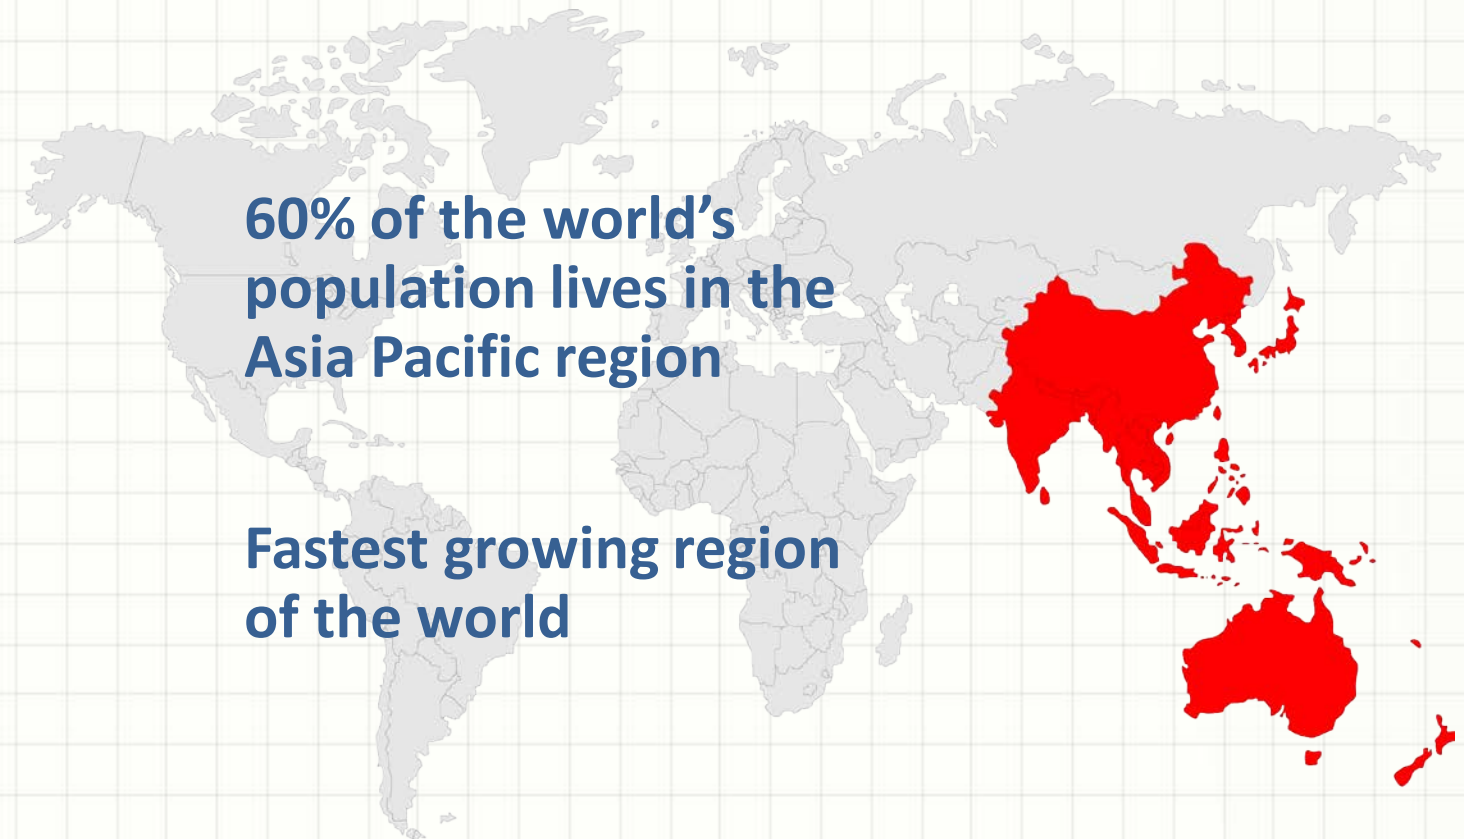 60% of the world’s
population lives in the
Asia Pacific region
Fastest growing region
of the world